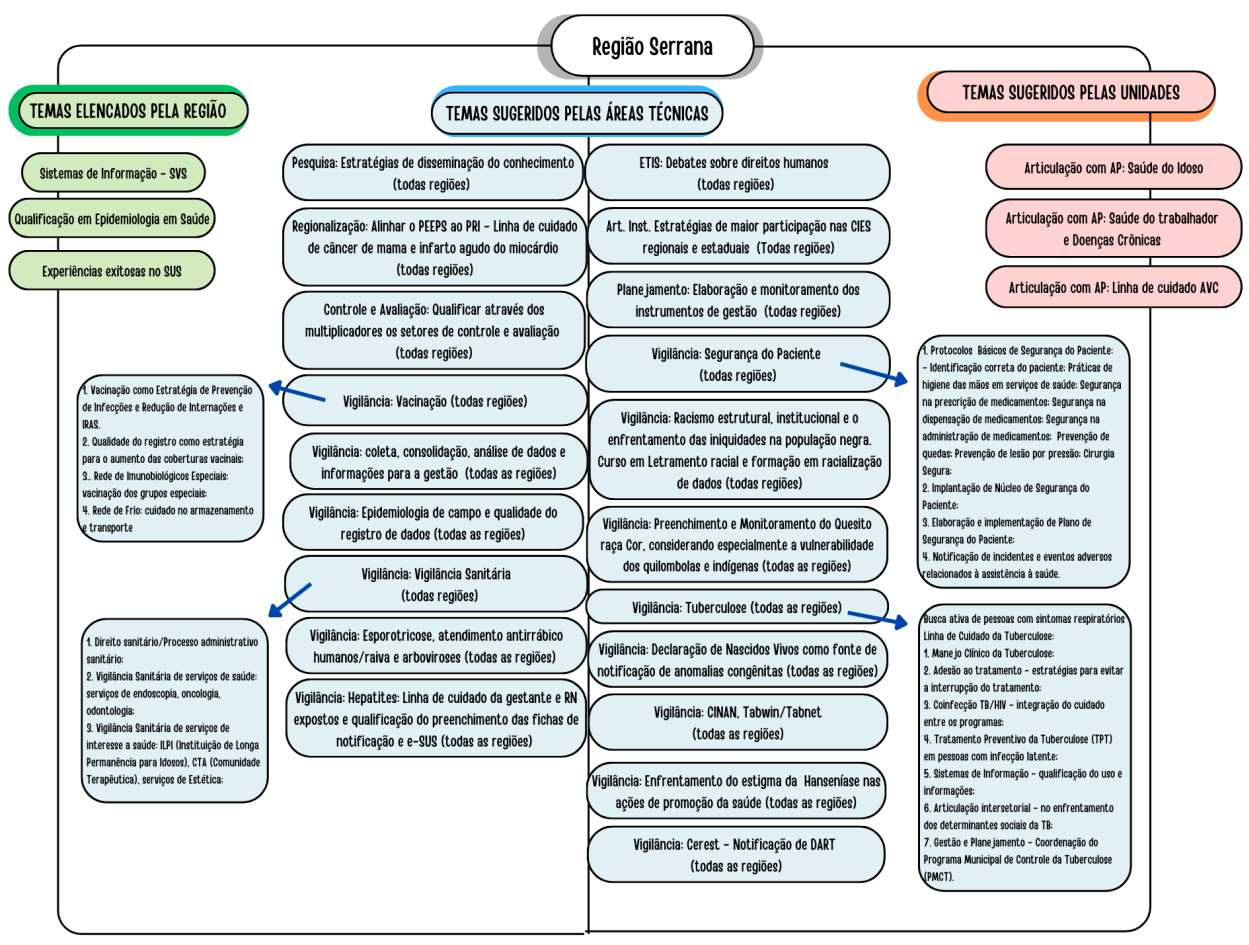 Região Serrana
TEMAS ELENCADOS PELA REGIÃO
Sistemas de Informação - SVS
Qualificação em Epidemiologia em Saúde
Experiências exitosas no SUS
TEMAS SUGERIDOS PELAS ÁREAS TÉCNICAS
Pesquisa: Estratégias de disseminação do conhecimento
(todas regiões)
Regionalização: Alinhar o PEEPS ao PRI - Linha de cuidado
de câncer de mama e infarto agudo do miocárdio
(todas regiões)
Controle e Avaliação: Qualificar através dos
multiplicadores os setores de controle e avaliação
(todas regiões)
Vigilância: Vacinação (todas regiões)
1. Vacinação como Estratégia de Prevenção
de Infecções e Redução de Internações e
IRAS.
2. Qualidade do registro como estratégia
para o aumento das coberturas vacinais;
3.. Rede de Imunobiológicos Especiais:
vacinação dos grupos especiais;
4. Rede de Frio: cuidado no armazenamento
e transporte
Vigilância: coleta, consolidação, análise de dados e
informações para a gestão (todas as regiões)
Vigilância: Epidemiologia de campo e qualidade do
registro de dados (todas as regiões)
Vigilância: Vigilância Sanitária
(todas regiões)
1. Direito sanitário/Processo administrativo
sanitário;
2. Vigilância Sanitária de serviços de saúde:
serviços de endoscopia, oncologia,
odontologia;
3. Vigilância Sanitária de serviços de
interesse a saúde: ILPI (Instituição de Longa
Permanência para Idosos), CTA (Comunidade
Terapêutica), serviços de Estética;
Vigilância: Esporotricose, atendimento antirrábico
humanos/raiva e arboviroses (todas as regiões)
Vigilância: Hepatites: Linha de cuidado da gestante e RN
expostos e qualificação do preenchimento das fichas de
notificação e e-SUS (todas as regiões)
ETIS: Debates sobre direitos humanos
(todas regiões)
Art. Inst. Estratégias de maior participação nas CIES
regionais e estaduais (Todas regiões)
Planejamento: Elaboração e monitoramento dos
instrumentos de gestão (todas regiões)
Vigilância: Segurança do Paciente
(todas regiões)
Vigilância: Racismo estrutural, institucional e o
enfrentamento das iniquidades na população negra.
Curso em Letramento racial e formação em racialização
de dados (todas regiões)
Vigilância: Preenchimento e Monitoramento do Quesito
raça Cor, considerando especialmente a vulnerabilidade
dos quilombolas e indígenas (todas as regiões)
Vigilância: Tuberculose (todas as regiões)
Vigilância: Declaração de Nascidos Vivos como fonte de
notificação de anomalias congênitas (todas as regiões)
Vigilância: CINAN, Tabwin/Tabnet
(todas as regiões)
Vigilância: Enfrentamento do estigma da Hanseníase nas
ações de promoção da saúde (todas as regiões)
Vigilância: Cerest - Notificação de DART
(todas as regiões)
TEMAS SUGERIDOS PELAS UNIDADES
Articulação com AP: Saúde do Idoso
Articulação com AP: Saúde do trabalhador
e Doenças Crônicas
Articulação com AP: Linha de cuidado AVC
1. Protocolos Básicos de Segurança do Paciente:
- Identificação correta do paciente; Práticas de
higiene das mãos em serviços de saúde; Segurança
na prescrição de medicamentos; Segurança na
dispensação de medicamentos; Segurança na
administração de medicamentos; Prevenção de
quedas; Prevenção de lesão por pressão; Cirurgia
Segura;
2. Implantação de Núcleo de Segurança do
Paciente;
3. Elaboração e implementação de Plano de
Segurança do Paciente;
4. Notificação de incidentes e eventos adversos
relacionados à assistência à saúde.
Busca ativa de pessoas com sintomas respiratórios
Linha de Cuidado da Tuberculose:
1. Manejo Clínico da Tuberculose;
2. Adesão ao tratamento - estratégias para evitar
a interrupção do tratamento;
3. Coinfecção TB/HIV - integração do cuidado
entre os programas;
4. Tratamento Preventivo da Tuberculose (TPT)
em pessoas com infecção latente;
5. Sistemas de Informação - qualificação do uso e
informações;
6. Articulação intersetorial - no enfrentamento
dos determinantes sociais da TB;
7. Gestão e Planejamento - Coordenação do
Programa Municipal de Controle da Tuberculose
(PMCT).